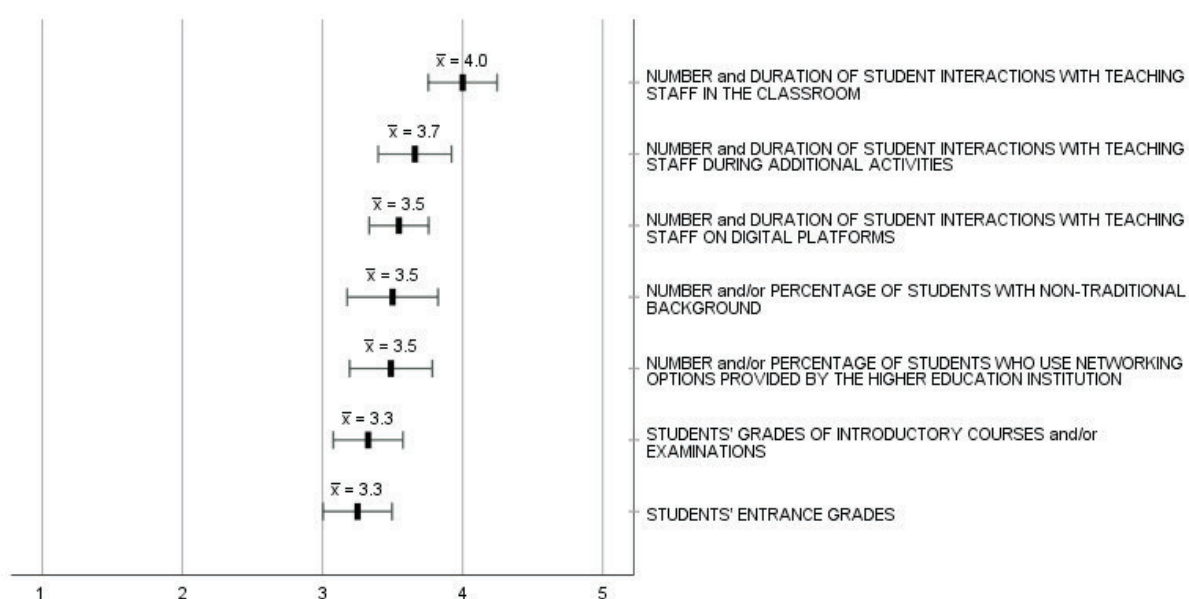 x̄ = 4.0
NUMBER and DURATION OF STUDENT INTERACTIONS WITH TEACHING
STAFF IN THE CLASSROOM
x̄ = 3.7
NUMBER and DURATION OF STUDENT INTERACTIONS WITH TEACHING
STAFF DURING ADDITIONAL ACTIVITIES
x̄ = 3.5
NUMBER and DURATION OF STUDENT INTERACTIONS WITH TEACHING
STAFF ON DIGITAL PLATFORMS
x̄ = 3.5
NUMBER and/or PERCENTAGE OF STUDENTS WITH NON-TRADITIONAL
BACKGROUND
x̄ = 3.5
NUMBER and/or PERCENTAGE OF STUDENTS WHO USE NETWORKING
OPTIONS PROVIDED BY THE HIGHER EDUCATION INSTITUTION
x̄ = 3.3
STUDENTS' GRADES OF INTRODUCTORY COURSES and/or
EXAMINATIONS
x̄ = 3.3
STUDENTS' ENTRANCE GRADES
1 2 3 4 5